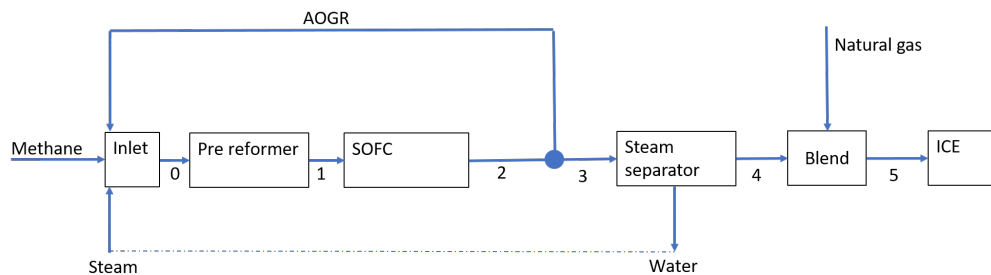 AOGR
Natural gas
Methane
Inlet
Pre reformer
SOFC
Steam
separator
Blend
ICE
0
1
2
3
4
5
Steam
Water